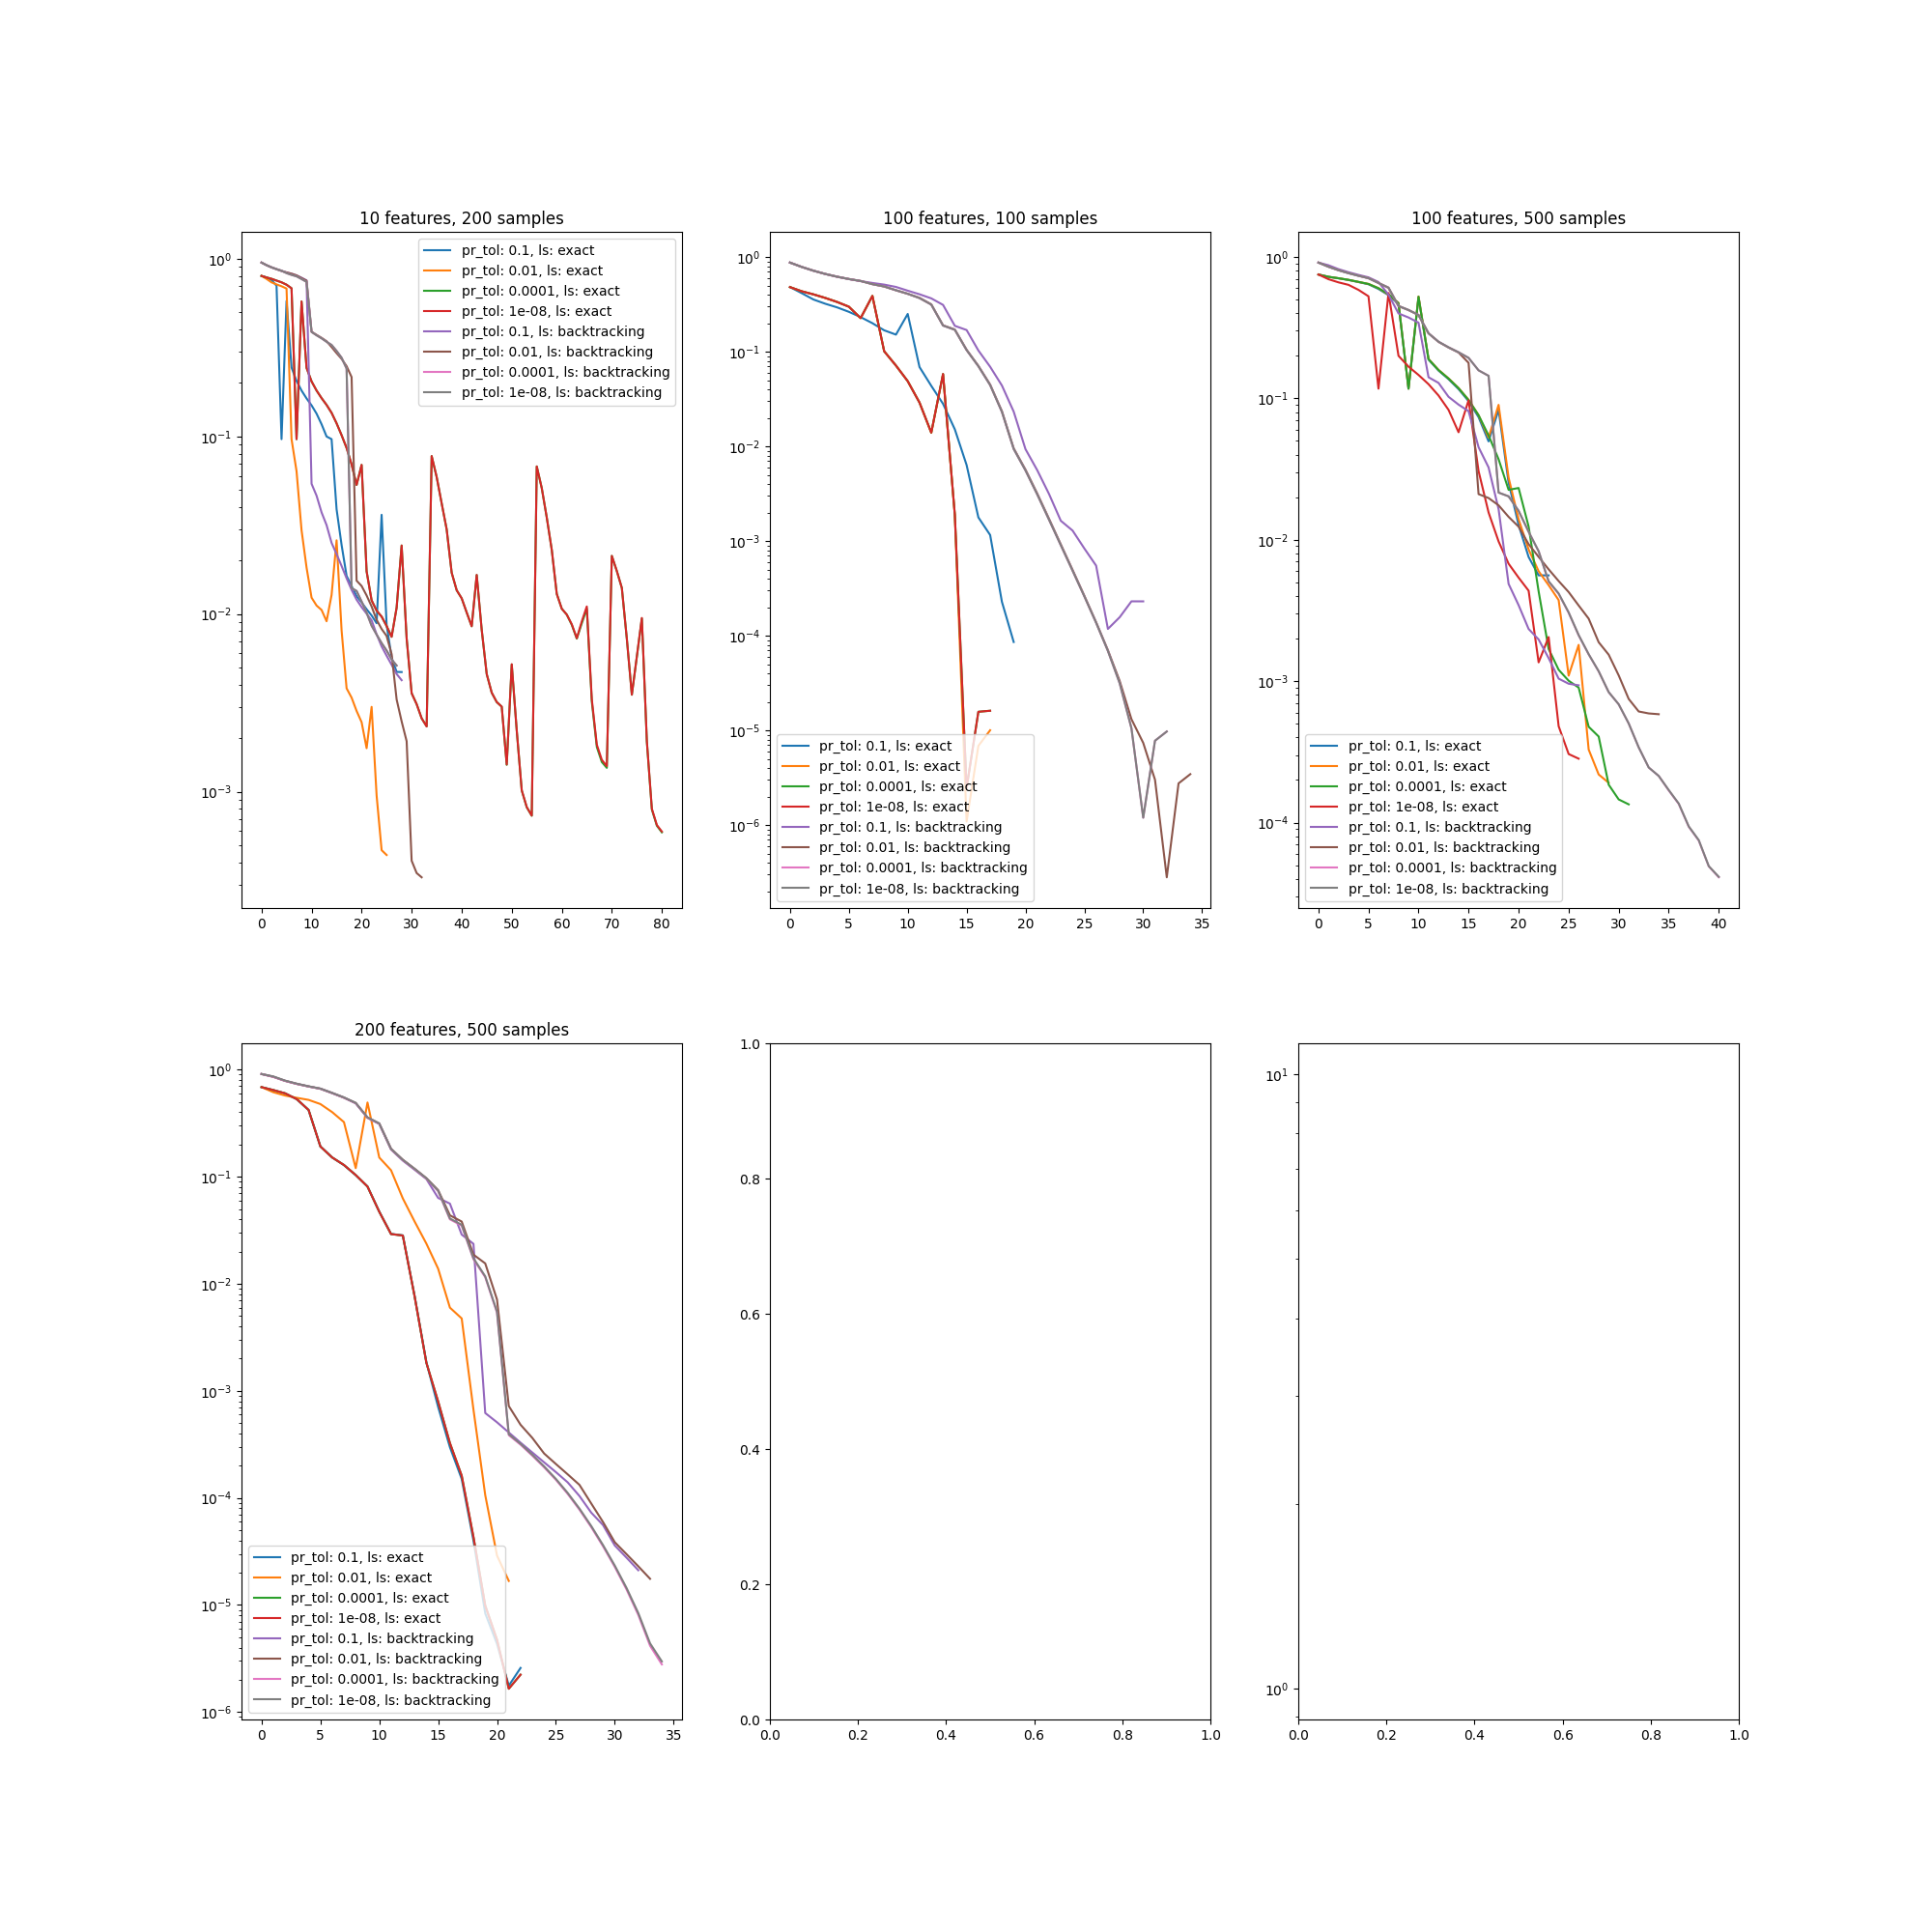 10 features, 200 samples
10⁰
10⁻¹
10⁻²
10⁻³
0 10 20 30 40 50 60 70 80
pr_tol: 0.1, ls: exact
pr_tol: 0.01, ls: exact
pr_tol: 0.0001, ls: exact
pr_tol: 1e-08, ls: exact
pr_tol: 0.1, ls: backtracking
pr_tol: 0.01, ls: backtracking
pr_tol: 0.0001, ls: backtracking
pr_tol: 1e-08, ls: backtracking
100 features, 100 samples
10⁰
10⁻¹
10⁻²
10⁻³
10⁻⁴
10⁻⁵
10⁻⁶
0 5 10 15 20 25 30 35
pr_tol: 0.1, ls: exact
pr_tol: 0.01, ls: exact
pr_tol: 0.0001, ls: exact
pr_tol: 1e-08, ls: exact
pr_tol: 0.1, ls: backtracking
pr_tol: 0.01, ls: backtracking
pr_tol: 0.0001, ls: backtracking
pr_tol: 1e-08, ls: backtracking
100 features, 500 samples
10⁰
10⁻¹
10⁻²
10⁻³
10⁻⁴
0 5 10 15 20 25 30 35 40
pr_tol: 0.1, ls: exact
pr_tol: 0.01, ls: exact
pr_tol: 0.0001, ls: exact
pr_tol: 1e-08, ls: exact
pr_tol: 0.1, ls: backtracking
pr_tol: 0.01, ls: backtracking
pr_tol: 0.0001, ls: backtracking
pr_tol: 1e-08, ls: backtracking
200 features, 500 samples
10⁰
10⁻¹
10⁻²
10⁻³
10⁻⁴
10⁻⁵
10⁻⁶
0 5 10 15 20 25 30 35
pr_tol: 0.1, ls: exact
pr_tol: 0.01, ls: exact
pr_tol: 0.0001, ls: exact
pr_tol: 1e-08, ls: exact
pr_tol: 0.1, ls: backtracking
pr_tol: 0.01, ls: backtracking
pr_tol: 0.0001, ls: backtracking
pr_tol: 1e-08, ls: backtracking
1.0
0.8
0.6
0.4
0.2
0.0
0.0 0.2 0.4 0.6 0.8 1.0
10¹
10⁰
0.0 0.2 0.4 0.6 0.8 1.0